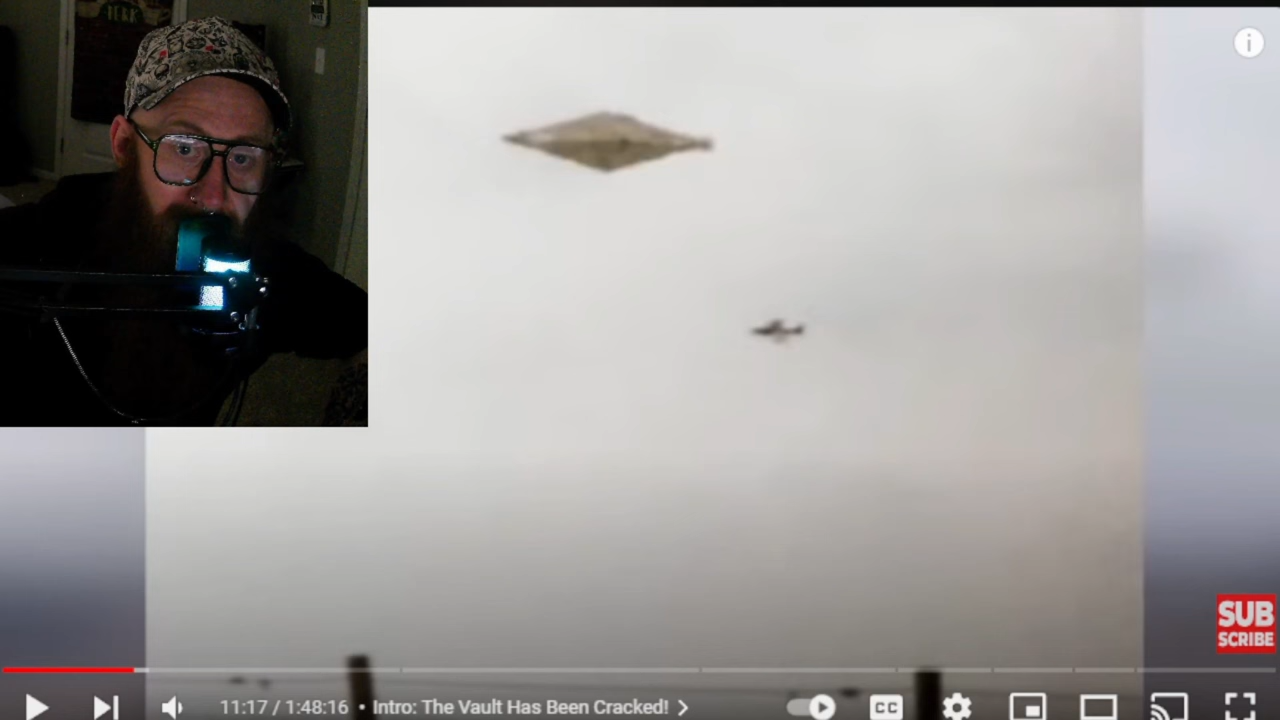 SUB
SCRIBE
11:17 / 1:48:16 • Intro: The Vault Has Been Cracked!
CC